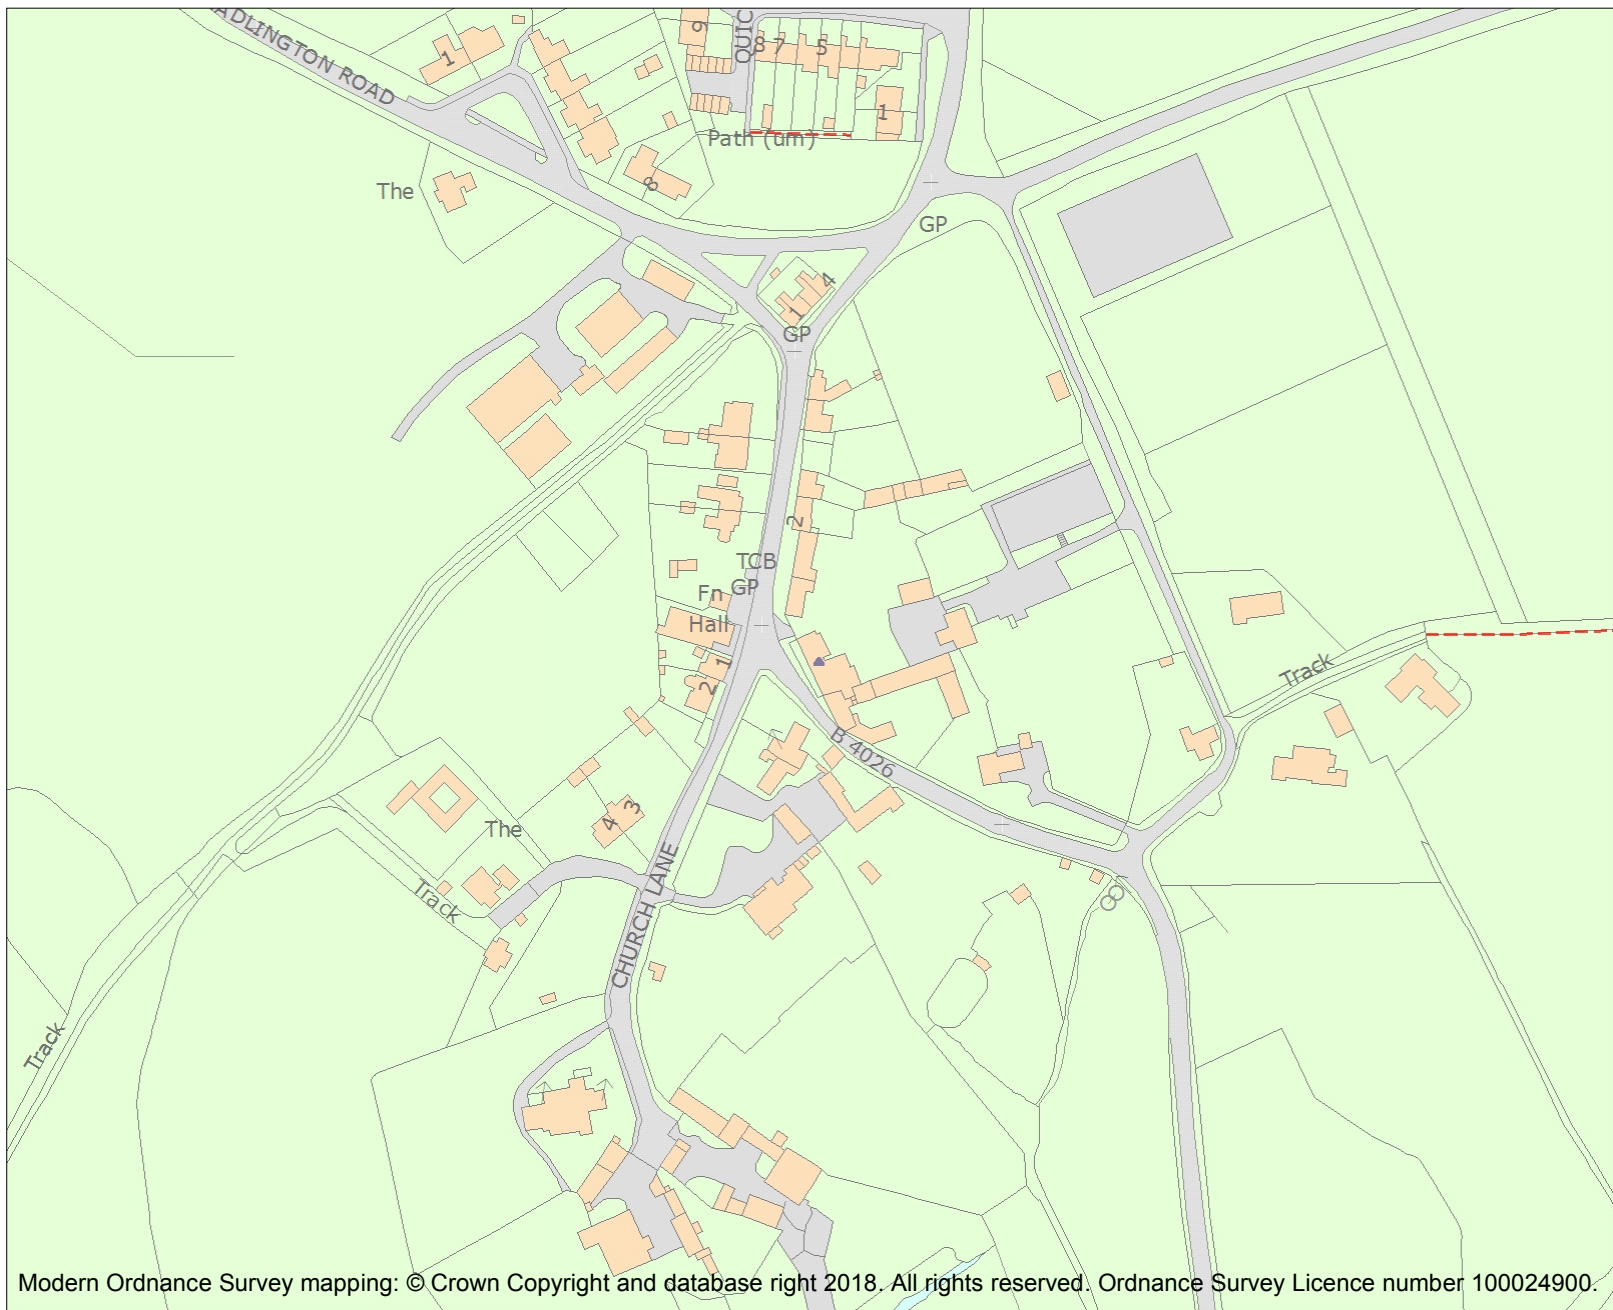 ADLINGTON ROAD
1
9
QUIC
8 7 5
1
Path (um)
The
8
GP
4
1
GP
2
TCB
Fn GP
Hall
1
2
Track
B 4026
The
4 3
Track
CHURCH LANE
Track
Modern Ordnance Survey mapping: © Crown Copyright and database right 2018. All rights reserved. Ordnance Survey Licence number 100024900.